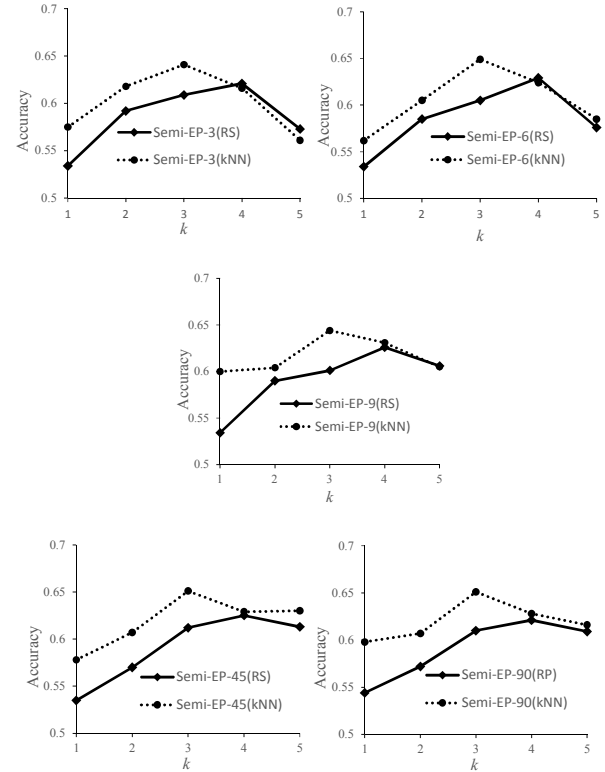 0.7
0.65
0.6
0.55
0.5
Accuracy
Semi-EP-3(RS)
Semi-EP-3(kNN)
1 2 3 4 5
k
0.7
0.65
0.6
0.55
0.5
Accuracy
Semi-EP-6(RS)
Semi-EP-6(kNN)
1 2 3 4 5
k
0.7
0.65
0.6
0.55
0.5
Accuracy
Semi-EP-9(RS)
Semi-EP-9(kNN)
1 2 3 4 5
k
0.7
0.65
0.6
0.55
0.5
Accuracy
Semi-EP-45(RS)
Semi-EP-45(kNN)
1 2 3 4 5
k
0.7
0.65
0.6
0.55
0.5
Accuracy
Semi-EP-90(RP)
Semi-EP-90(kNN)
1 2 3 4 5
k